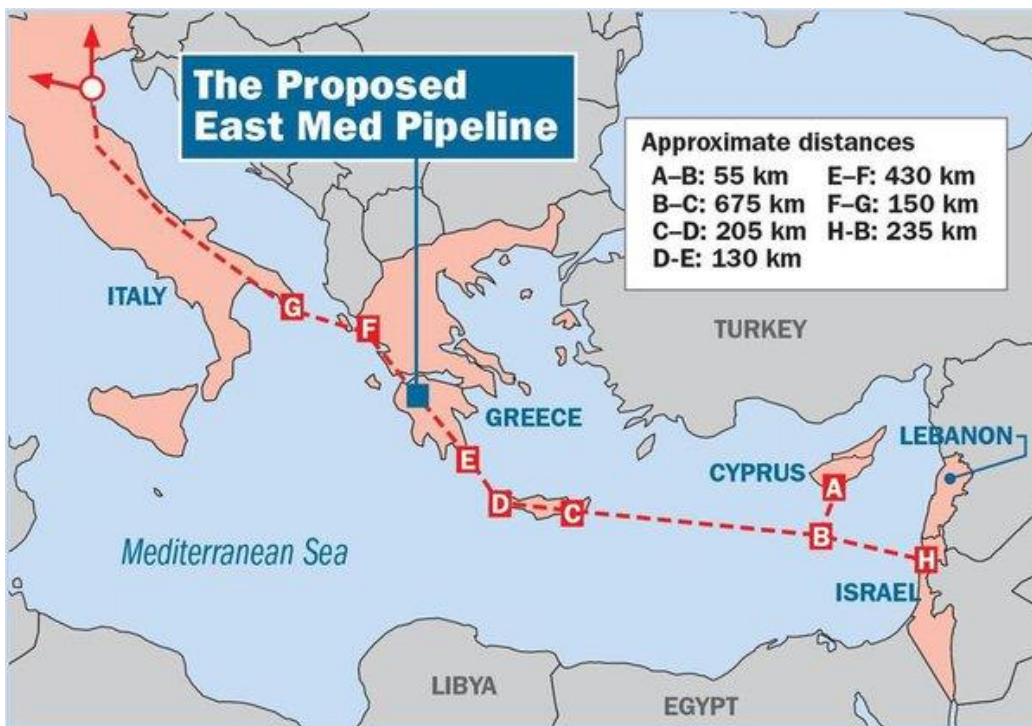 The Proposed
East Med Pipeline
Approximate distances
A–B: 55 km E–F: 430 km
B–C: 675 km F–G: 150 km
C–D: 205 km H-B: 235 km
D-E: 130 km
ITALY
G
F
TURKEY
GREECE
E
D
C
CYPRUS
LEBANON
A
B
H
Mediterranean Sea
ISRAEL
LIBYA
EGYPT